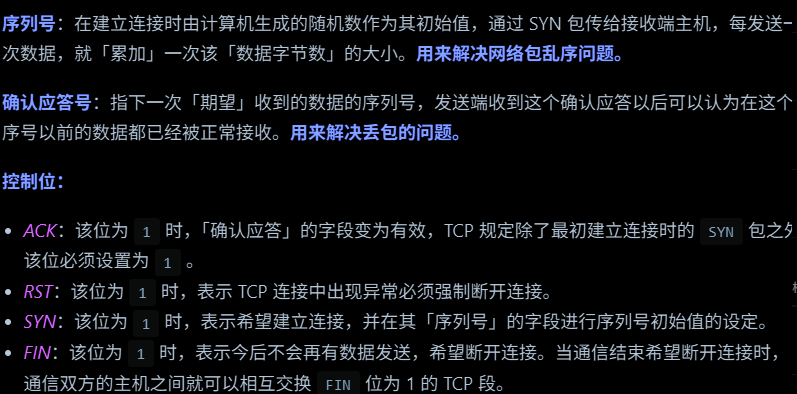 序列号：在建立连接时由计算机生成的随机数作为其初始值，通过 SYN 包传给接收端主机，每发送一
次数据，就「累加」一次该「数据字节数」的大小。用来解决网络包乱序问题。
确认应答号：指下一次「期望」收到的数据的序列号，发送端收到这个确认应答以后可以认为在这个
序号以前的数据都已经被正常接收。用来解决丢包的问题。
控制位：
• ACK：该位为 1 时，「确认应答」的字段变为有效，TCP 规定除了最初建立连接时的 SYN 包之外
该位必须设置为 1 。
• RST：该位为 1 时，表示 TCP 连接中出现异常必须强制断开连接。
• SYN：该位为 1 时，表示希望建立连接，并在其「序列号」的字段进行序列号初始值的设定。
• FIN：该位为 1 时，表示今后不会再有数据发送，希望断开连接。当通信结束希望断开连接时，
通信双方的主机之间就可以相互交换 FIN 位为 1 的 TCP 段。